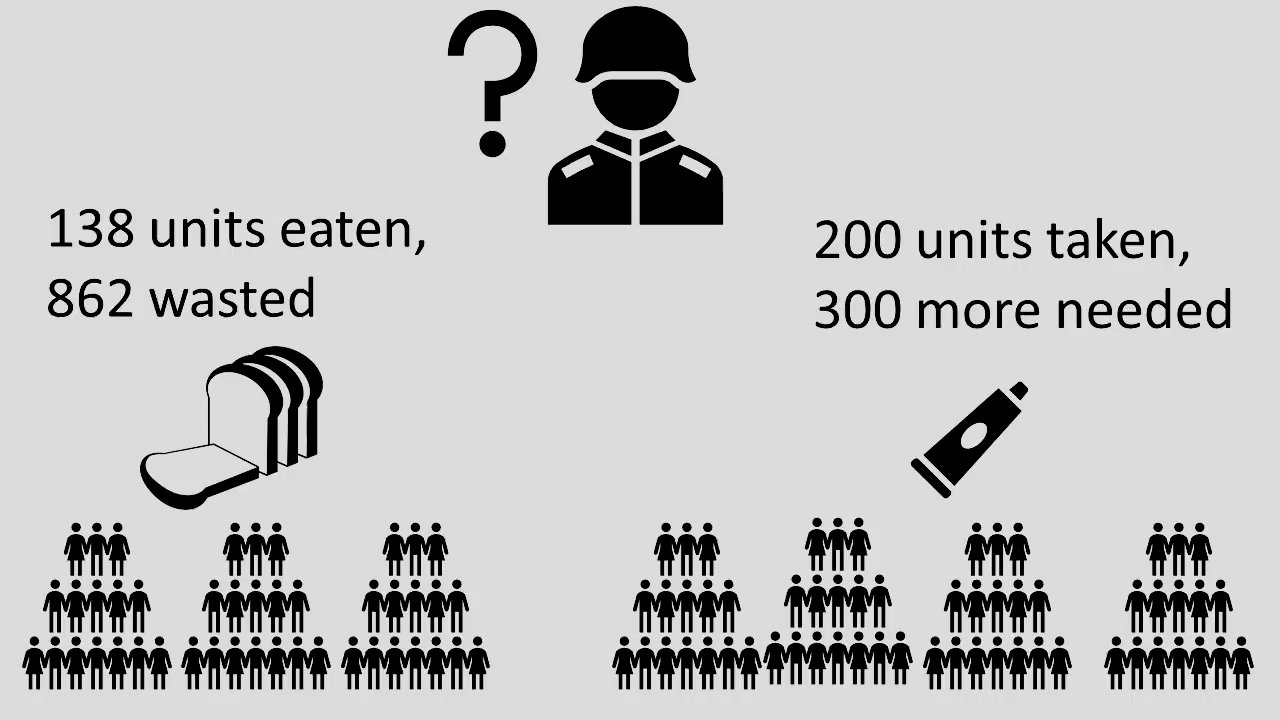 138 units eaten,
862 wasted
200 units taken,
300 more needed